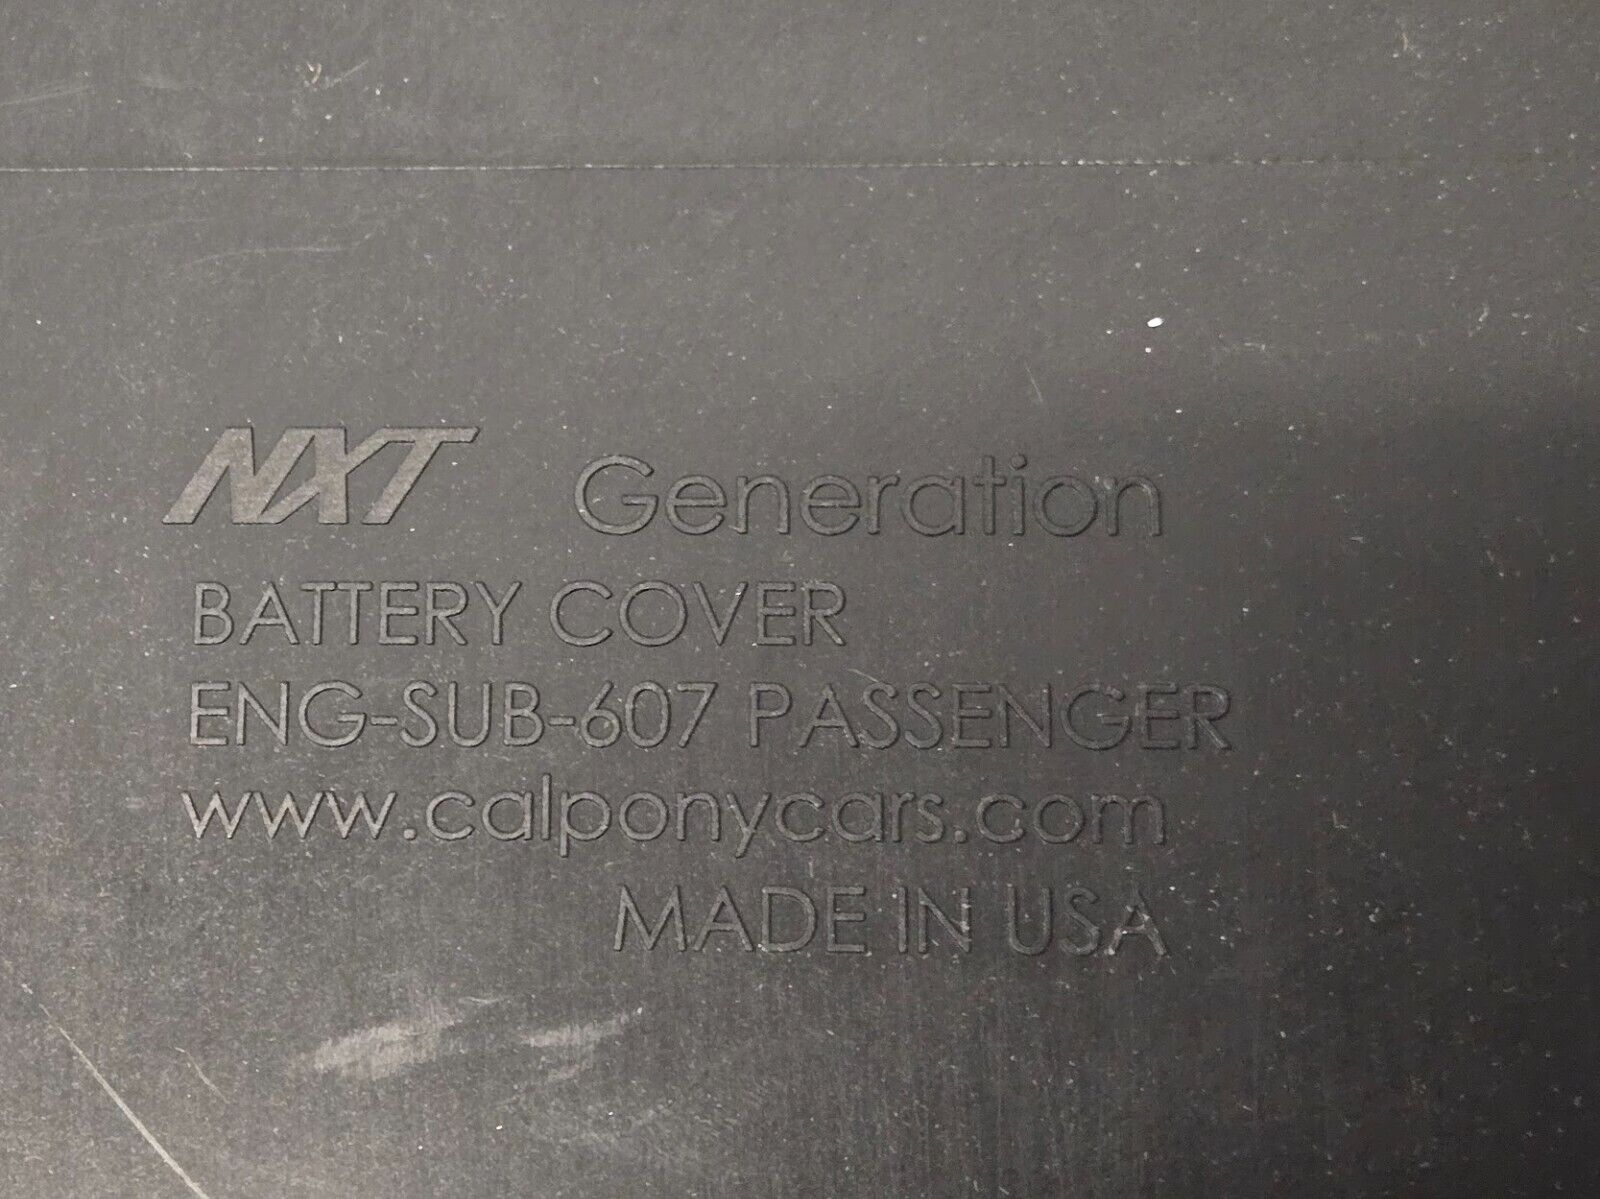 NXT Generation
BATTERY COVER
ENG-SUB-607 PASSENGER
www.calponycars.com
MADE IN USA